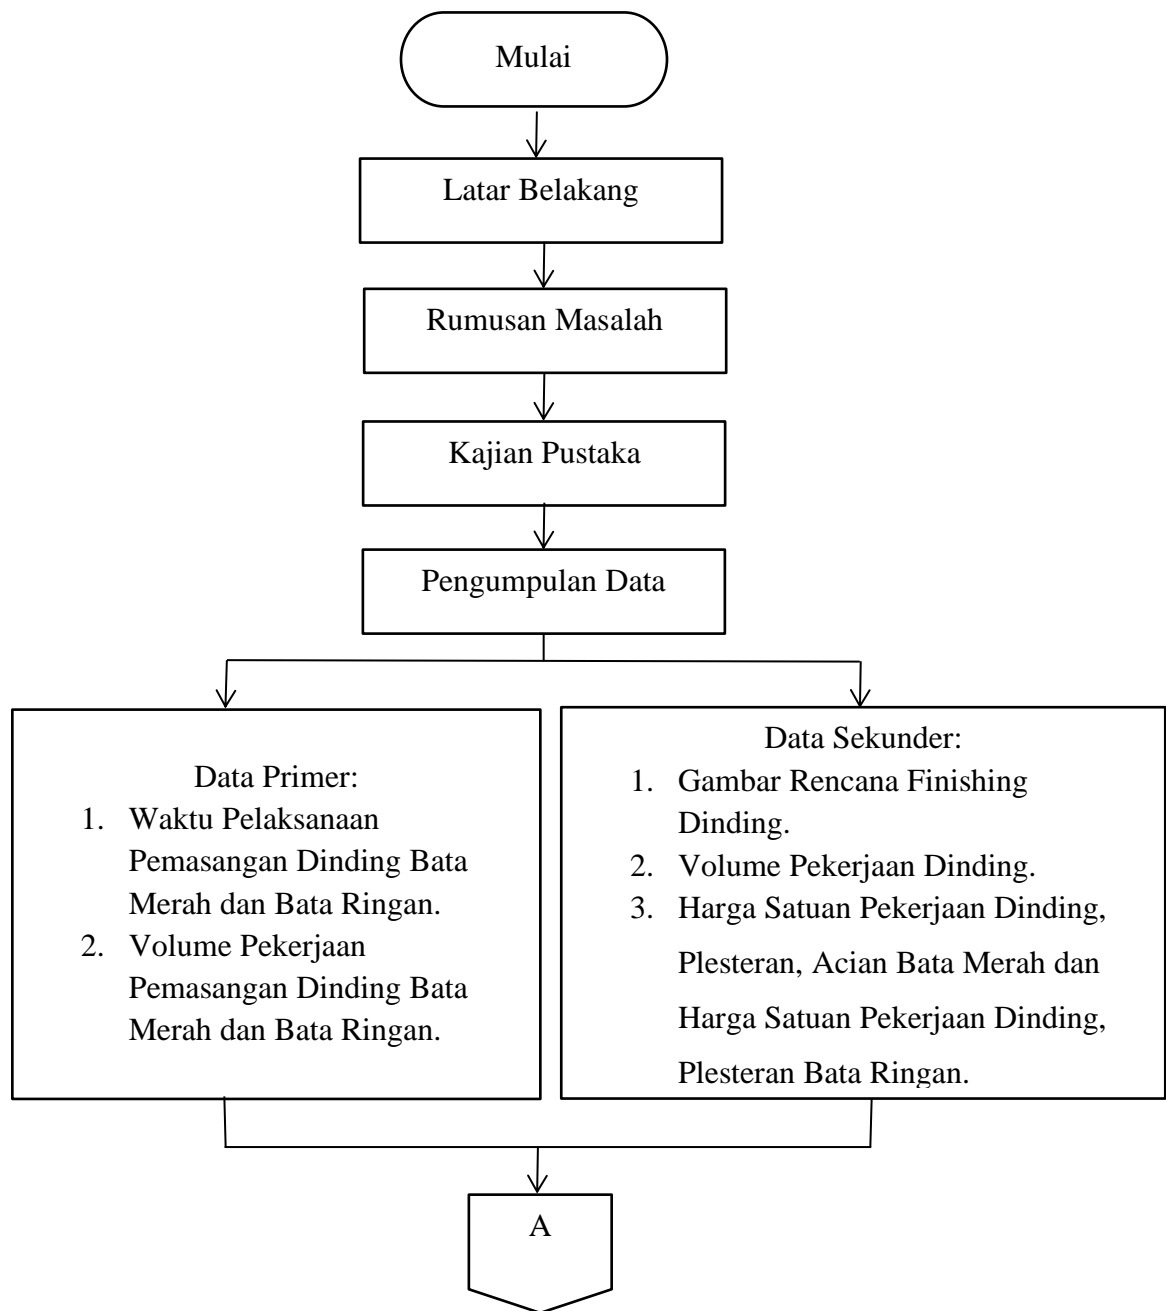 Mulai
Latar Belakang
Rumusan Masalah
Kajian Pustaka
Pengumpulan Data
Data Primer:
1. Waktu Pelaksanaan
Pemasangan Dinding Bata
Merah dan Bata Ringan.
2. Volume Pekerjaan
Pemasangan Dinding Bata
Merah dan Bata Ringan.
Data Sekunder:
1. Gambar Rencana Finishing
Dinding.
2. Volume Pekerjaan Dinding.
3. Harga Satuan Pekerjaan Dinding,
Plesteran, Acian Bata Merah dan
Harga Satuan Pekerjaan Dinding,
Plesteran Bata Ringan.
A